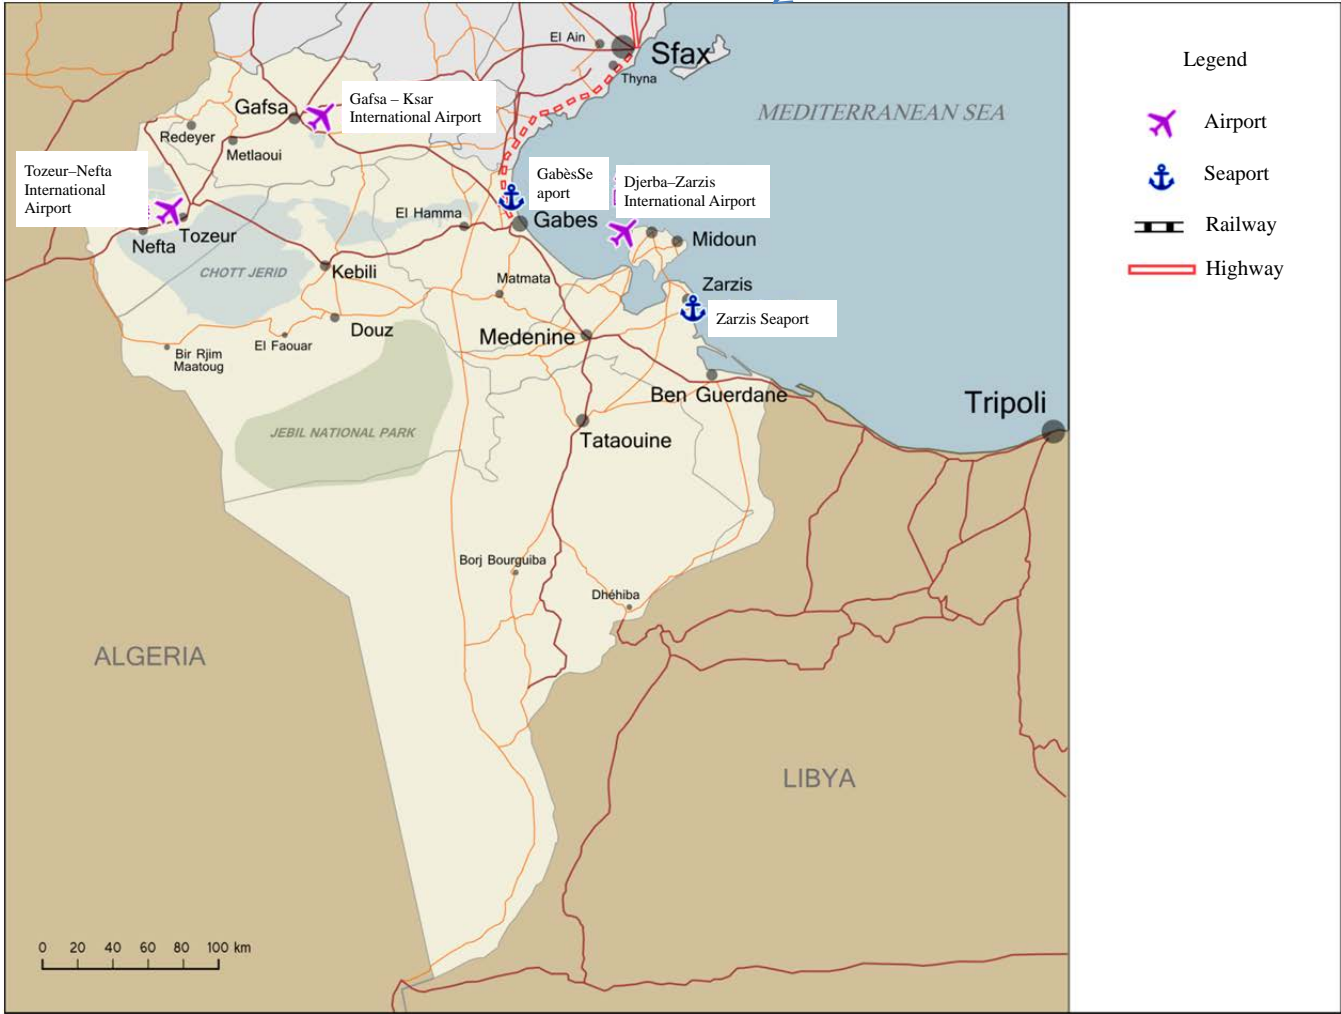 El Ain
Sfax
Thyna
Legend
MEDITERRANEAN SEA
Airport
Seaport
Railway
Highway
Gafsa
Gafsa – Ksar
International Airport
Redeyer
Metlaoui
Tozeur–Nefta
International
Airport
GabèsSe
aport
Djerba–Zarzis
International Airport
El Hamma
Gabes
Midoun
Nefta
Tozeur
CHOTT JERID
Kebili
Matmata
Zarzis
Zarzis Seaport
Douz
El Faouar
Bir Rjim
Maatoug
Medenine
Ben Guerdane
Tripoli
JEBIL NATIONAL PARK
Tataouine
Borj Bourguiba
Dhéhiba
ALGERIA
LIBYA
0 20 40 60 80 100 km